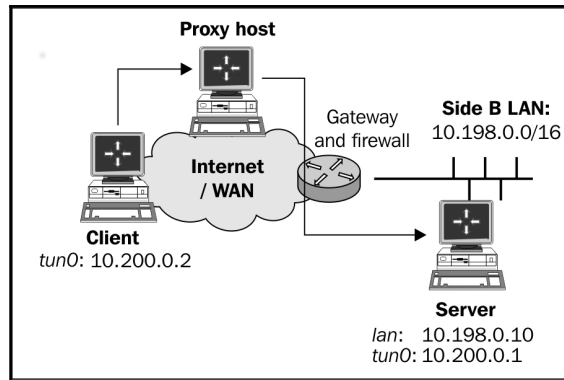 Proxy host
Gateway
and firewall
Side B LAN:
10.198.0.0/16
Internet
/ WAN
Client
tun0: 10.200.0.2
Server
lan: 10.198.0.10
tun0: 10.200.0.1